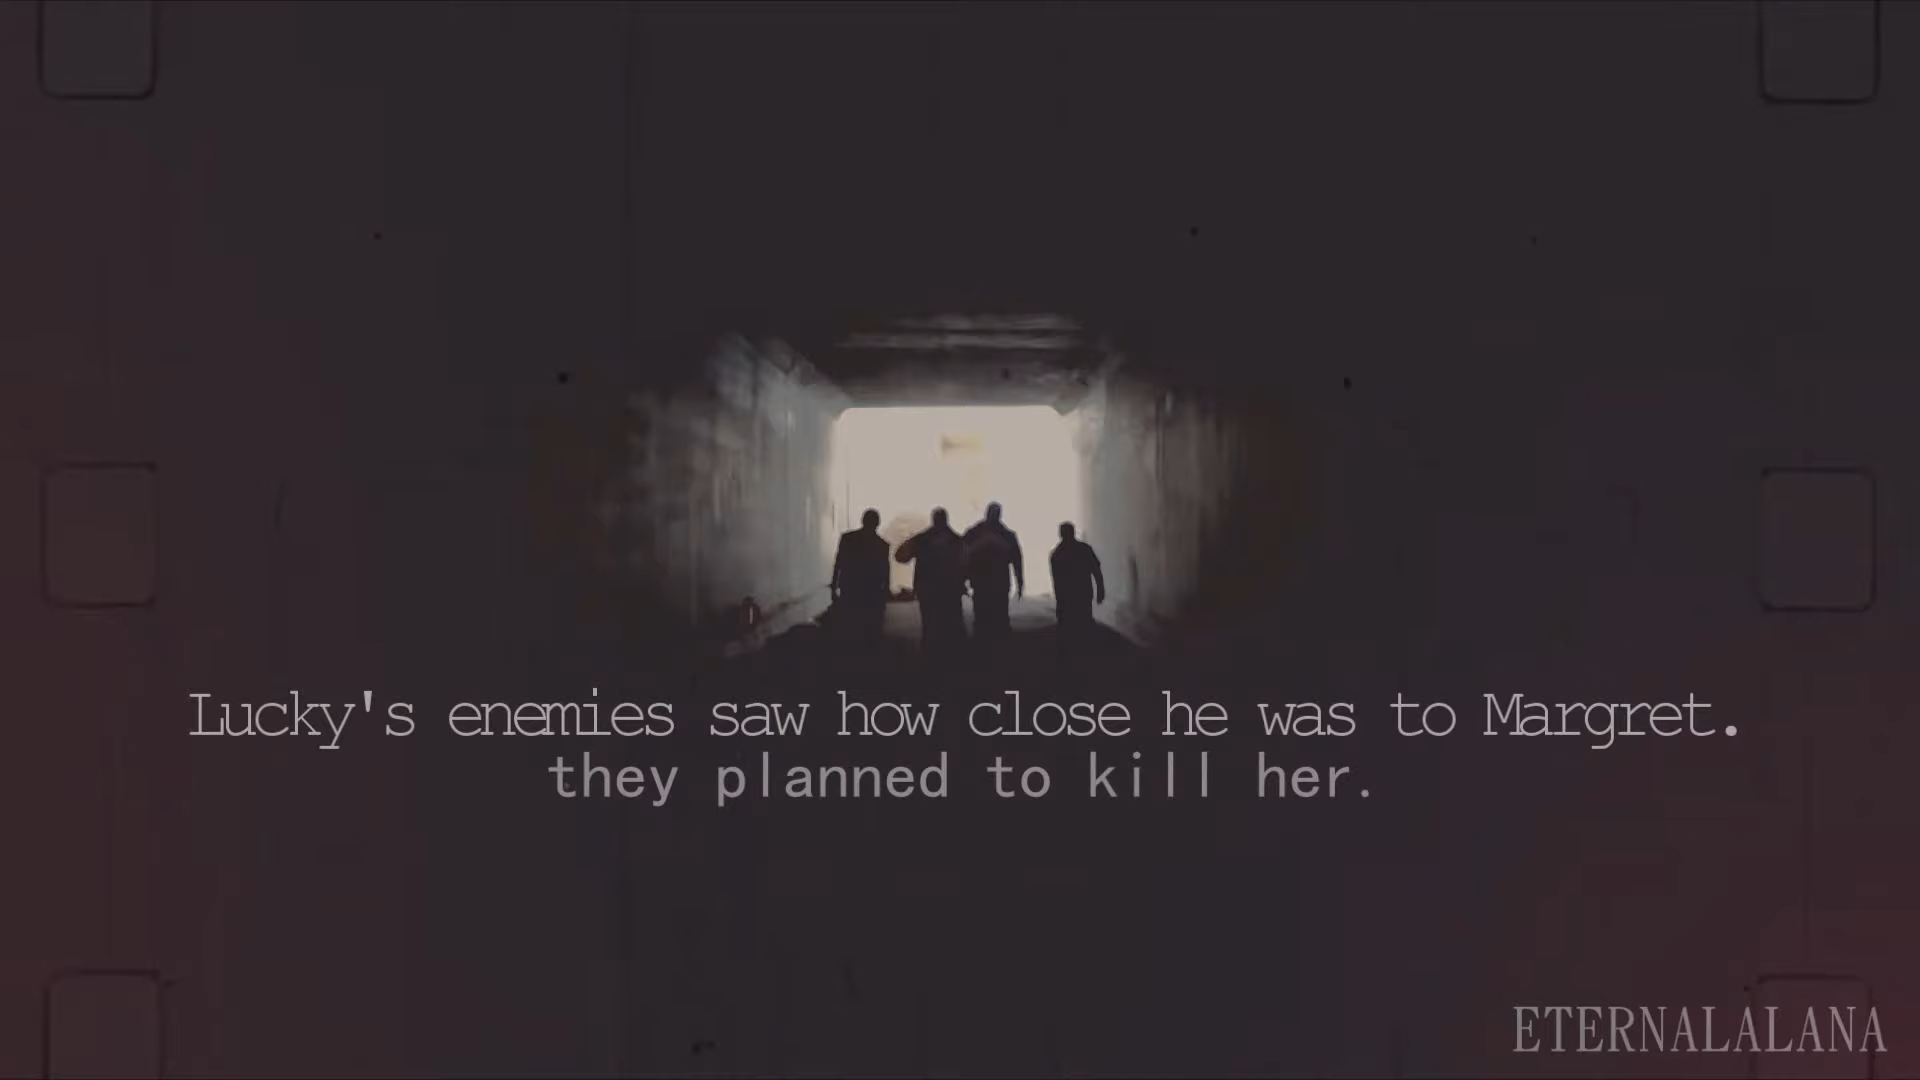 Lucky's enemies saw how close he was to Margret.
they planned to kill her.
ETERNALALANA